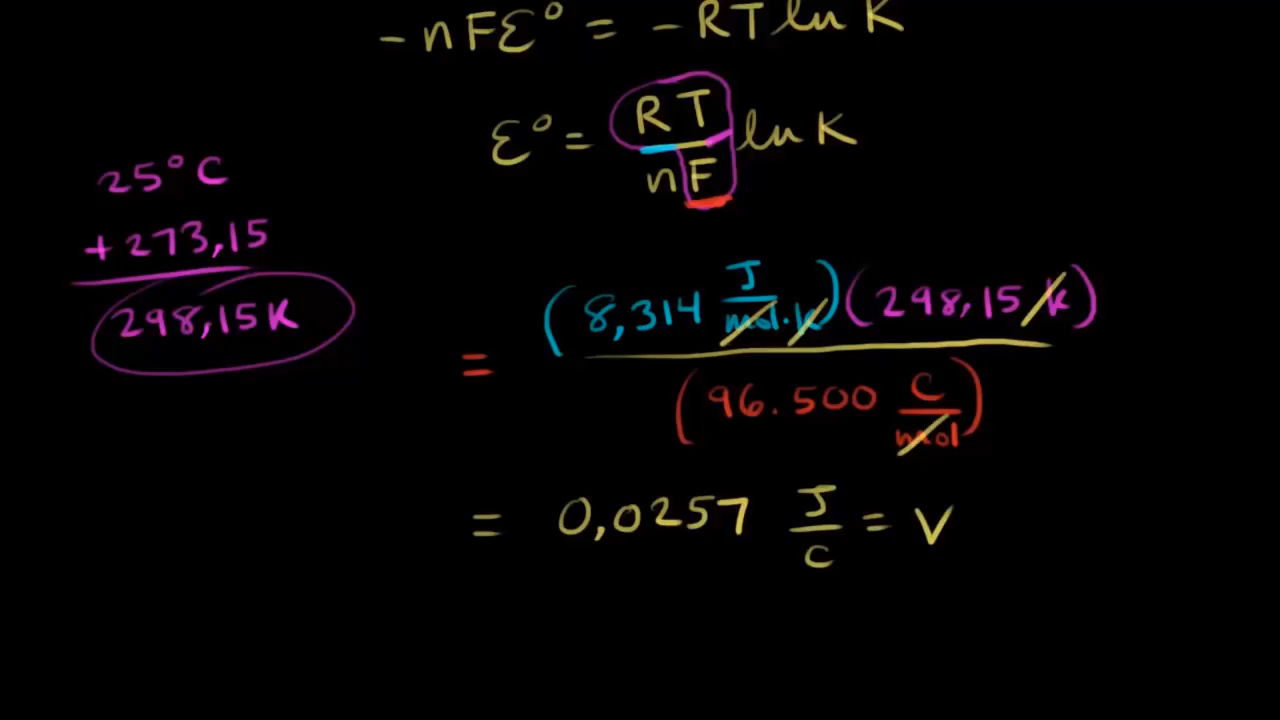 -nFƐ° = -RT ln K
Ɛ° = RT/nF ln K
25°C
+273,15
298,15K
= (8,314 J/mol·K)(298,15 K)/(96.500 C/mol)
= 0,0257 J/C = V